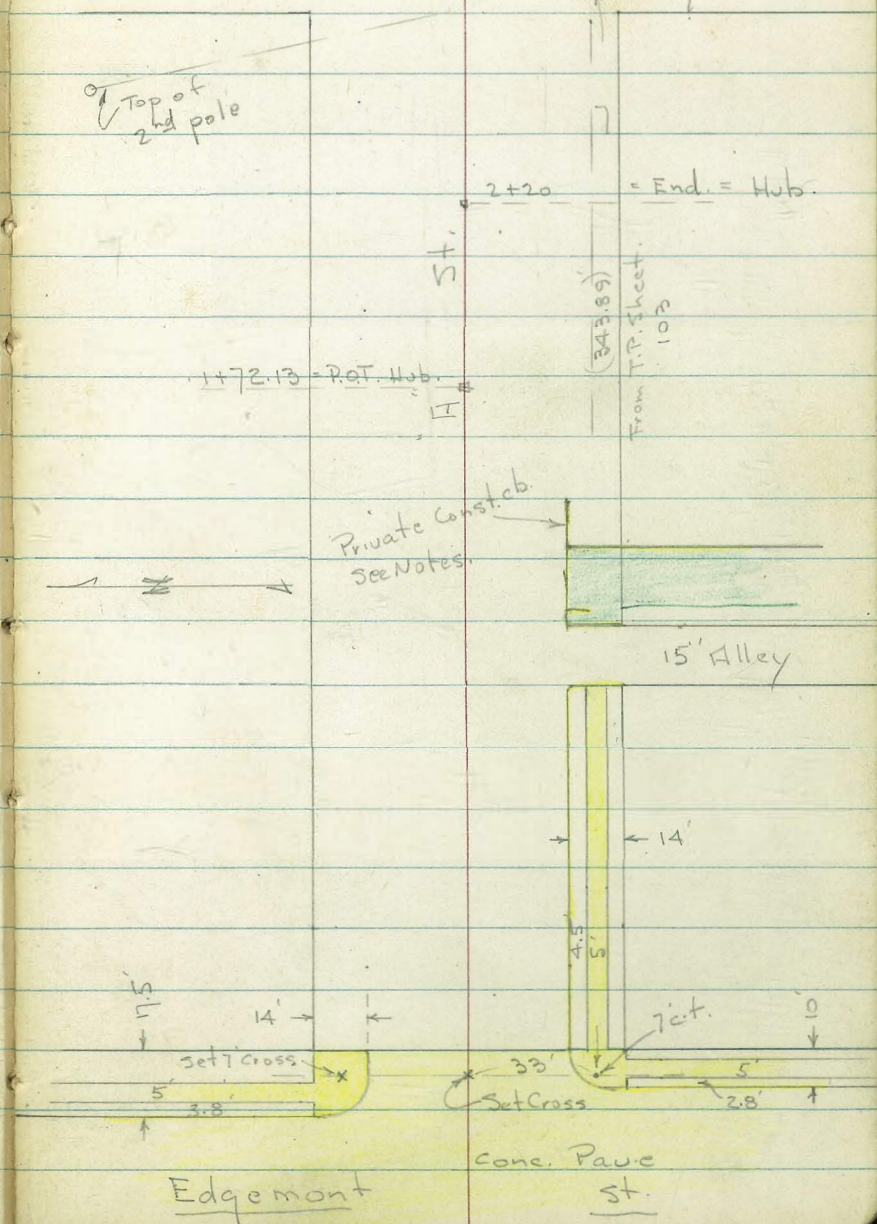 Top of
2nd pole
2+20 = End. = Hub.
St.
(343.89)
From T.P. Sheet.
103
1+72.13 = P.O.T. Hub.
Private Const. cb.
See Notes.
15' Alley
14'
4.5'
5'
17.5'
14'
10'
7' c.t.
Set 7' Cross
33'
5'
5'
3.8'
Set Cross
2.8'
Conc. Pave
Edgemont St.